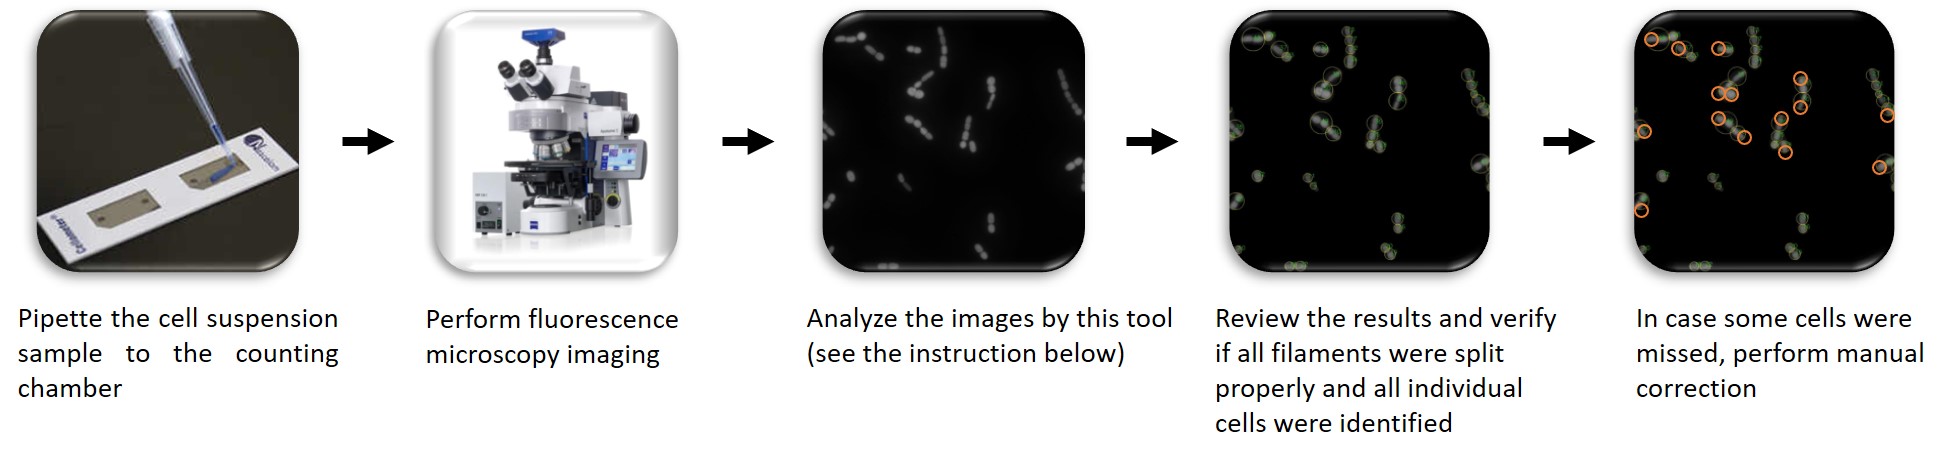 Nexcelom
Cellometer®
Pipette the cell suspension
sample to the counting
chamber
Perform fluorescence
microscopy imaging
Analyze the images by this tool
(see the instruction below)
Review the results and verify
if all filaments were split
properly and all individual
cells were identified
In case some cells were
missed, perform manual
correction